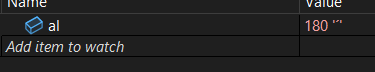 Name Value
al 180 '´'
Add item to watch